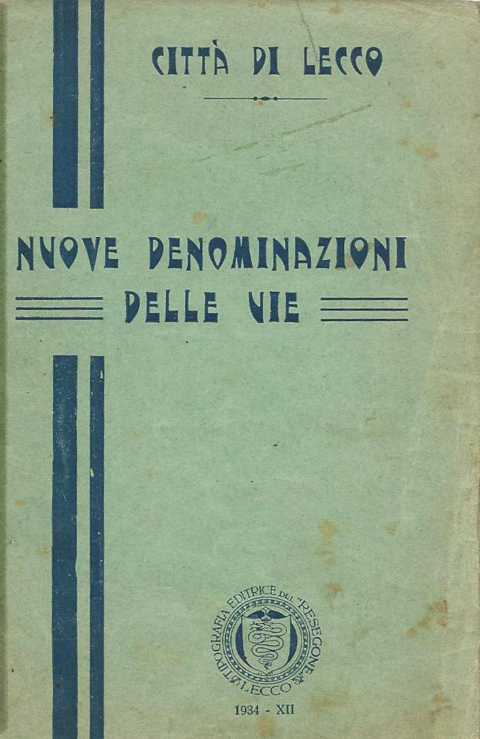 CITTÀ DI LECCO
NUOVE DENOMINAZIONI
DELLE VIE
TIPOGRAFIA EDITRICE DEL "RESEGONE"
LECCO
1934 - XII